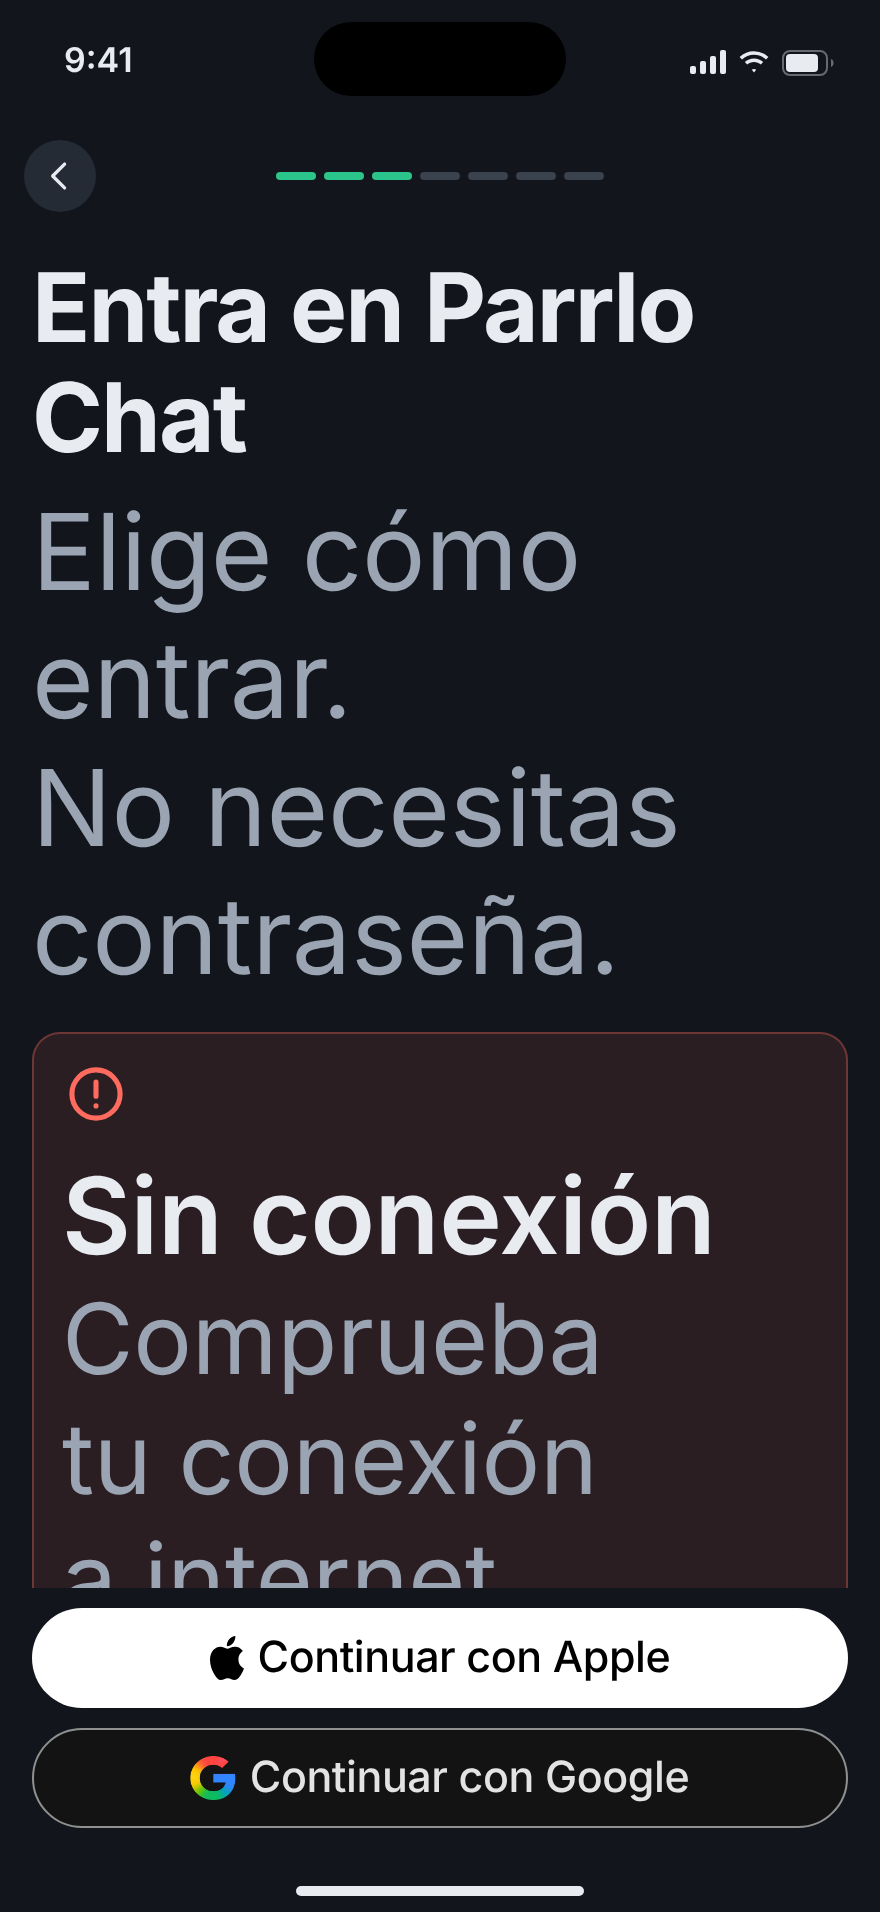 9:41
Entra en Parrlo
Chat
Elige cómo
entrar.
No necesitas
contraseña.
Sin conexión
Comprueba
tu conexión
a internet
Continuar con Apple
Continuar con Google